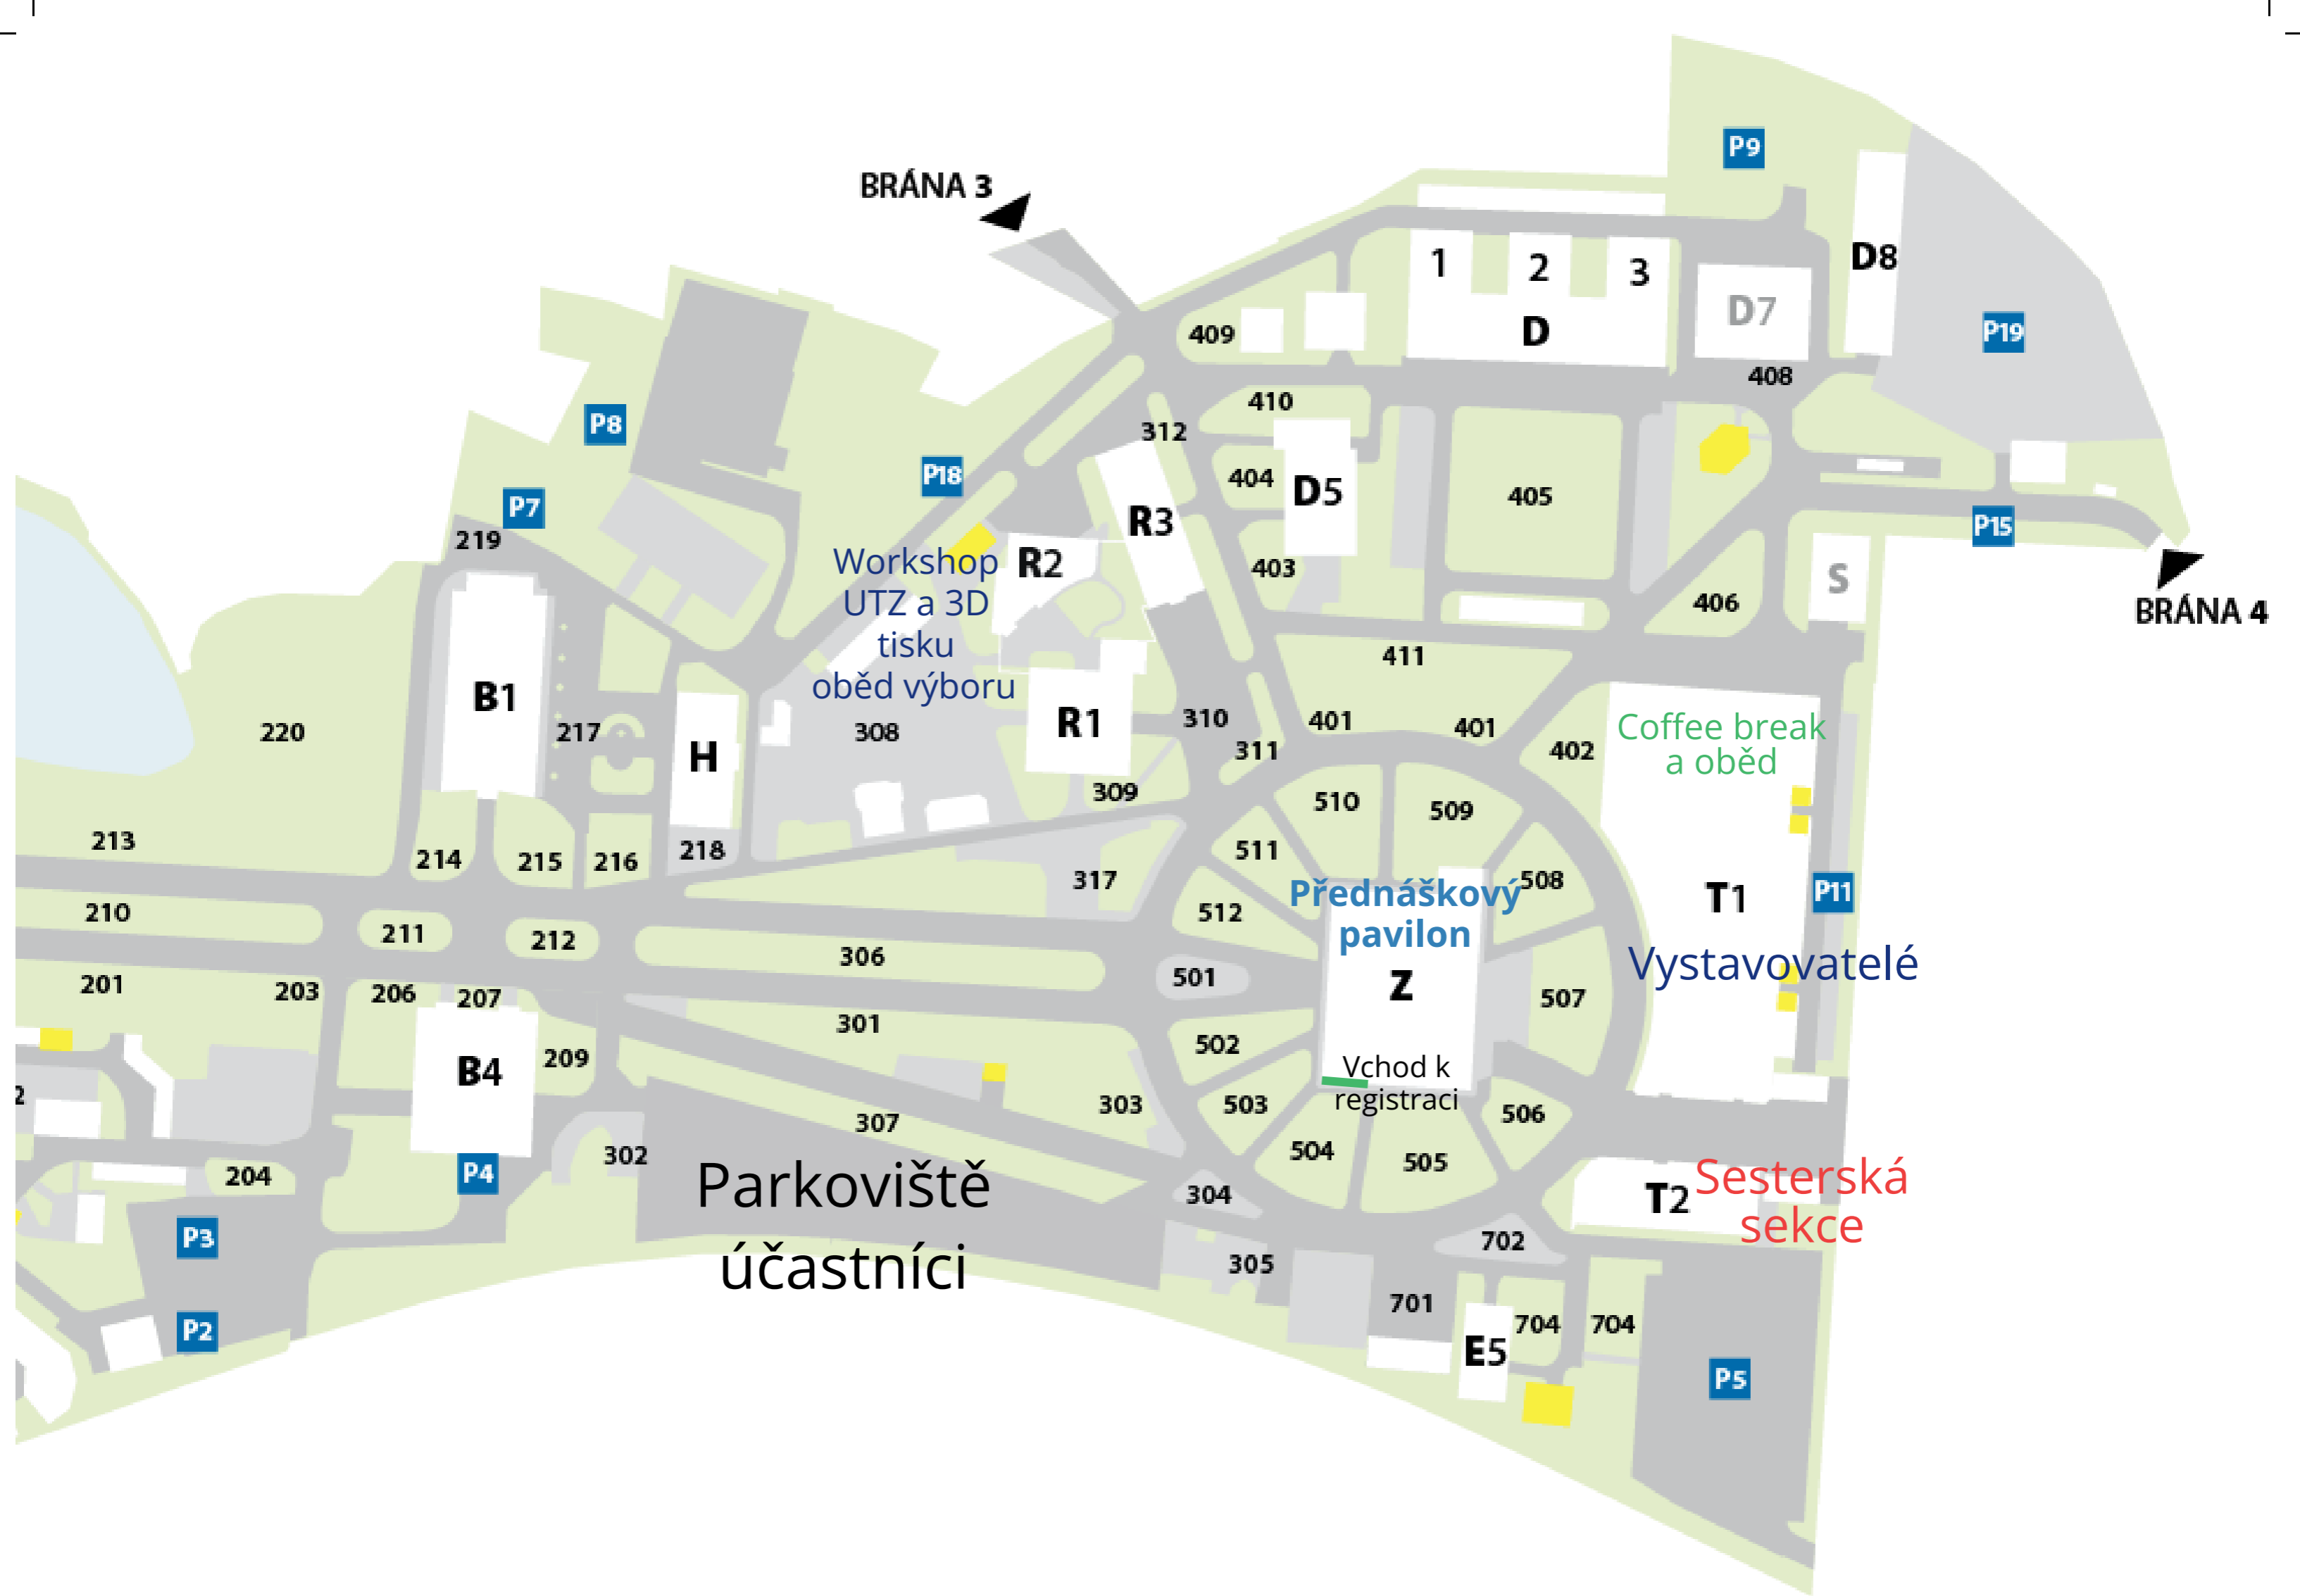 P9
BRÁNA 3
1
2
3
D
D7
D8
P19
409
408
410
P8
312
P18
404
D5
405
P7
R3
P15
219
R2
Workshop
UTZ a 3D
tisku
oběd výboru
403
406
S
BRÁNA 4
411
B1
220
217
H
308
R1
310
311
401
401
402
Coffee break
a oběd
309
510
509
213
214
215
216
218
511
317
508
Přednáškový
pavilon
T1
P11
210
211
212
512
306
Vystavovatelé
201
203
206
207
501
Z
507
301
502
B4
209
2
Vchod k
registraci
303
503
506
307
302
504
505
204
P4
Parkoviště
účastníci
304
T2
Sesterská
sekce
P3
305
702
701
704
704
P2
E5
P5